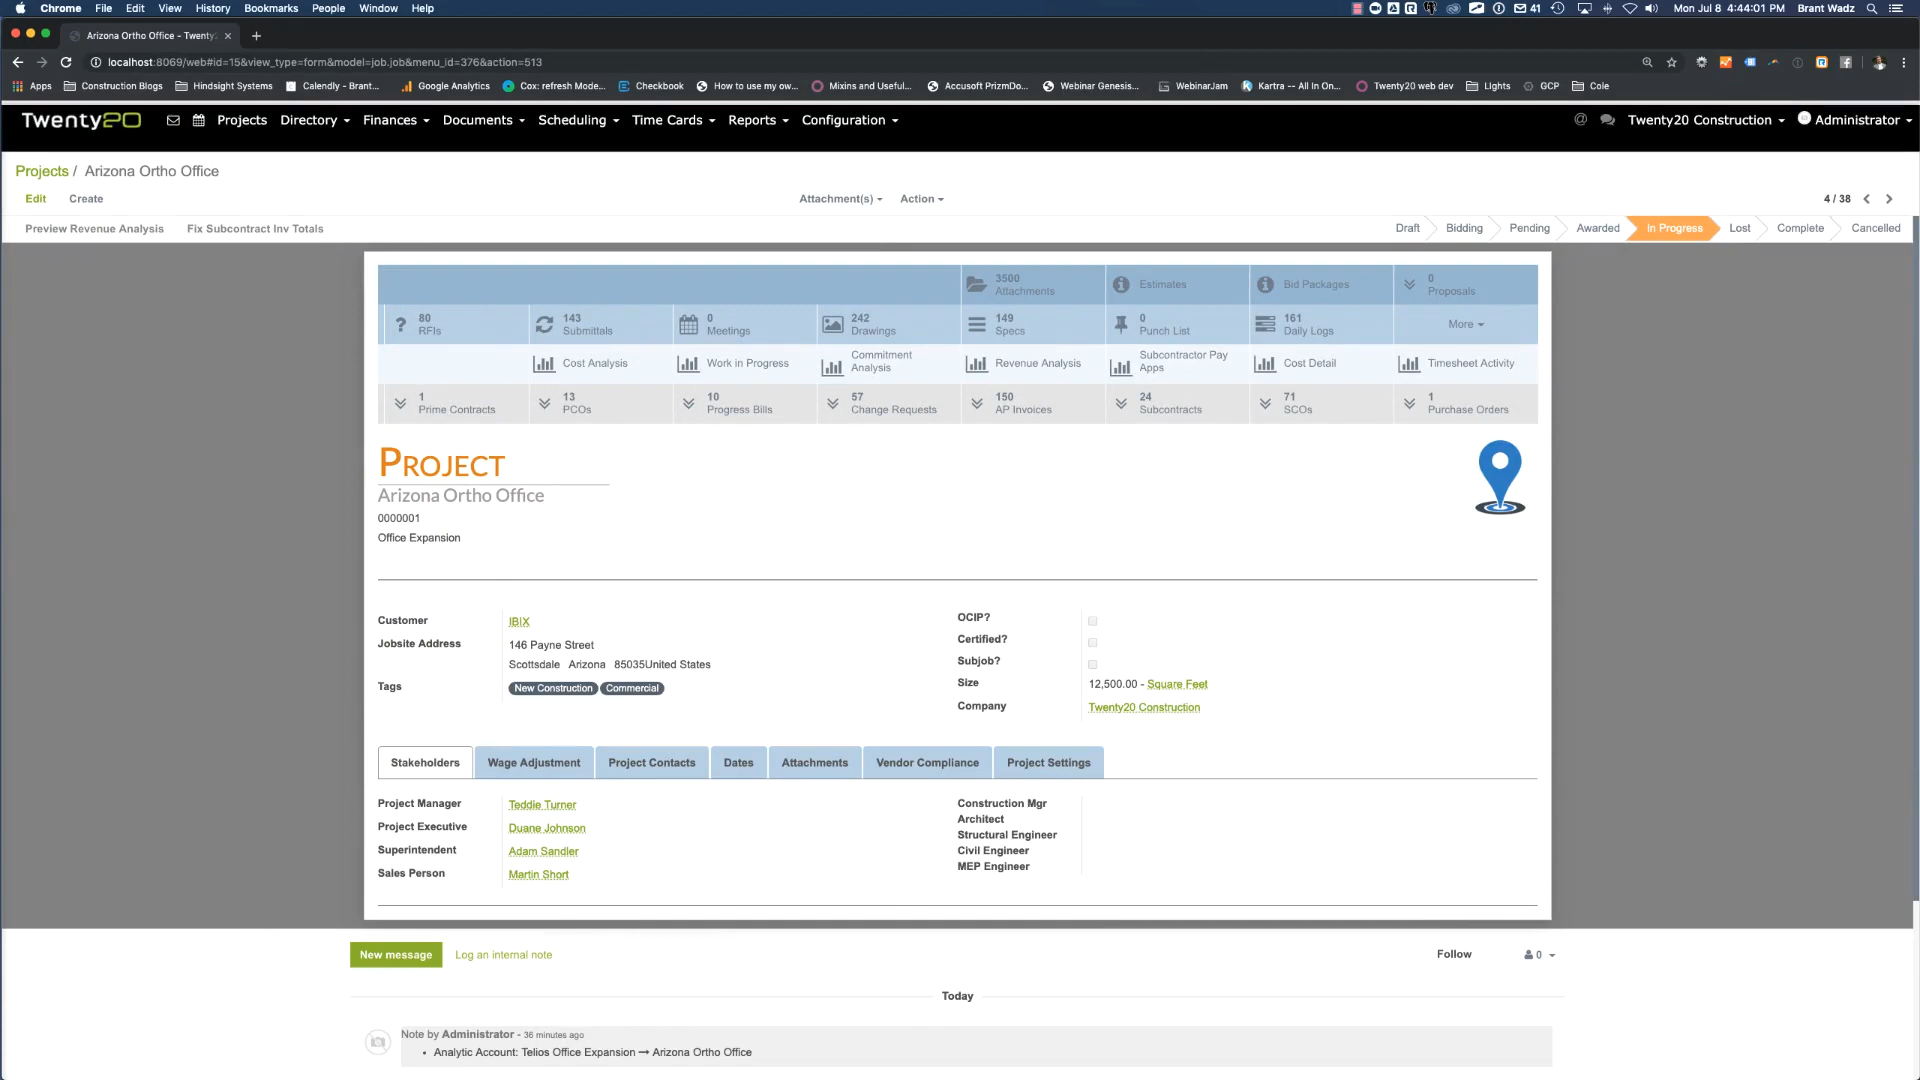 Chrome File Edit View History Bookmarks People Window Help 41 Mon Jul 8 4:44:01 PM Brant Wadz
Arizona Ortho Office - Twenty2
localhost:8069/web#id=15&view_type=form&model=job.job&menu_id=376&action=513
Apps Construction Blogs Hindsight Systems Calendly - Brant... Google Analytics Cox: refresh Mode... Checkbook How to use my ow... Mixins and Useful... Accusoft PrizmDo... Webinar Genesis... WebinarJam Kartra -- All In On... Twenty20 web dev Lights GCP Cole
Twenty20 Projects Directory Finances Documents Scheduling Time Cards Reports Configuration @ Twenty20 Construction Administrator
Projects / Arizona Ortho Office
Edit Create Attachment(s) Action 4 / 38
Preview Revenue Analysis Fix Subcontract Inv Totals Draft Bidding Pending Awarded In Progress Lost Complete Cancelled
3500 Attachments Estimates Bid Packages 0 Proposals
80 RFIs 143 Submittals 0 Meetings 242 Drawings 149 Specs 0 Punch List 161 Daily Logs More
Cost Analysis Work in Progress Commitment Analysis Revenue Analysis Subcontractor Pay Apps Cost Detail Timesheet Activity
1 Prime Contracts 13 PCOs 10 Progress Bills 57 Change Requests 150 AP Invoices 24 Subcontracts 71 SCOs 1 Purchase Orders
Project
Arizona Ortho Office
0000001
Office Expansion
Customer IBIX
Jobsite Address 146 Payne Street
Scottsdale Arizona 85035United States
Tags New Construction Commercial
OCIP?
Certified?
Subjob?
Size 12,500.00 - Square Feet
Company Twenty20 Construction
Stakeholders Wage Adjustment Project Contacts Dates Attachments Vendor Compliance Project Settings
Project Manager Teddie Turner
Project Executive Duane Johnson
Superintendent Adam Sandler
Sales Person Martin Short
Construction Mgr
Architect
Structural Engineer
Civil Engineer
MEP Engineer
New message Log an internal note Follow 0
Today
Note by Administrator - 36 minutes ago
• Analytic Account: Telios Office Expansion → Arizona Ortho Office